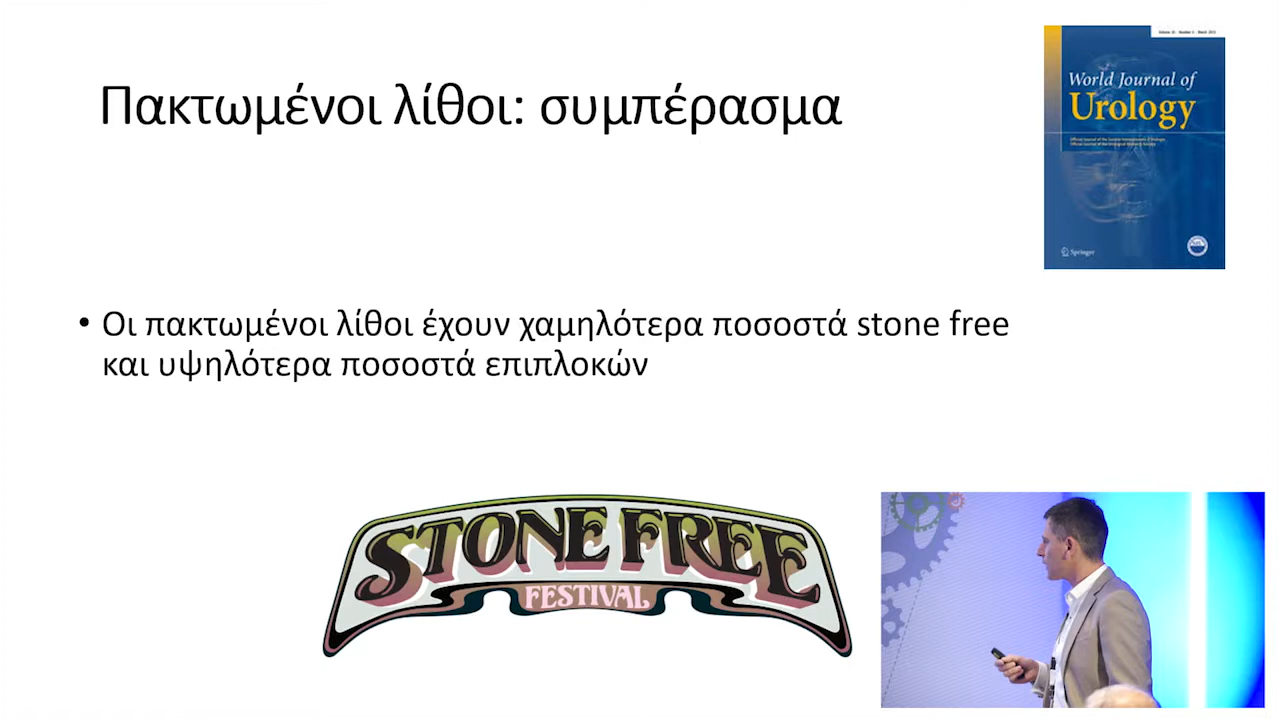 Πακτωμένοι λίθοι: συμπέρασμα
World Journal of
Urology
Springer
• Οι πακτωμένοι λίθοι έχουν χαμηλότερα ποσοστά stone free
και υψηλότερα ποσοστά επιπλοκών
STONE FREE
FESTIVAL